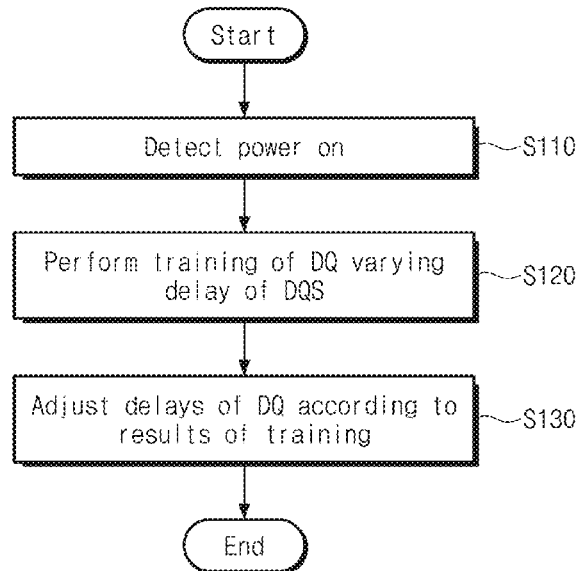 Start
Detect power on
S110
Perform training of DQ varying
delay of DQS
S120
Adjust delays of DQ according to
results of training
S130
End